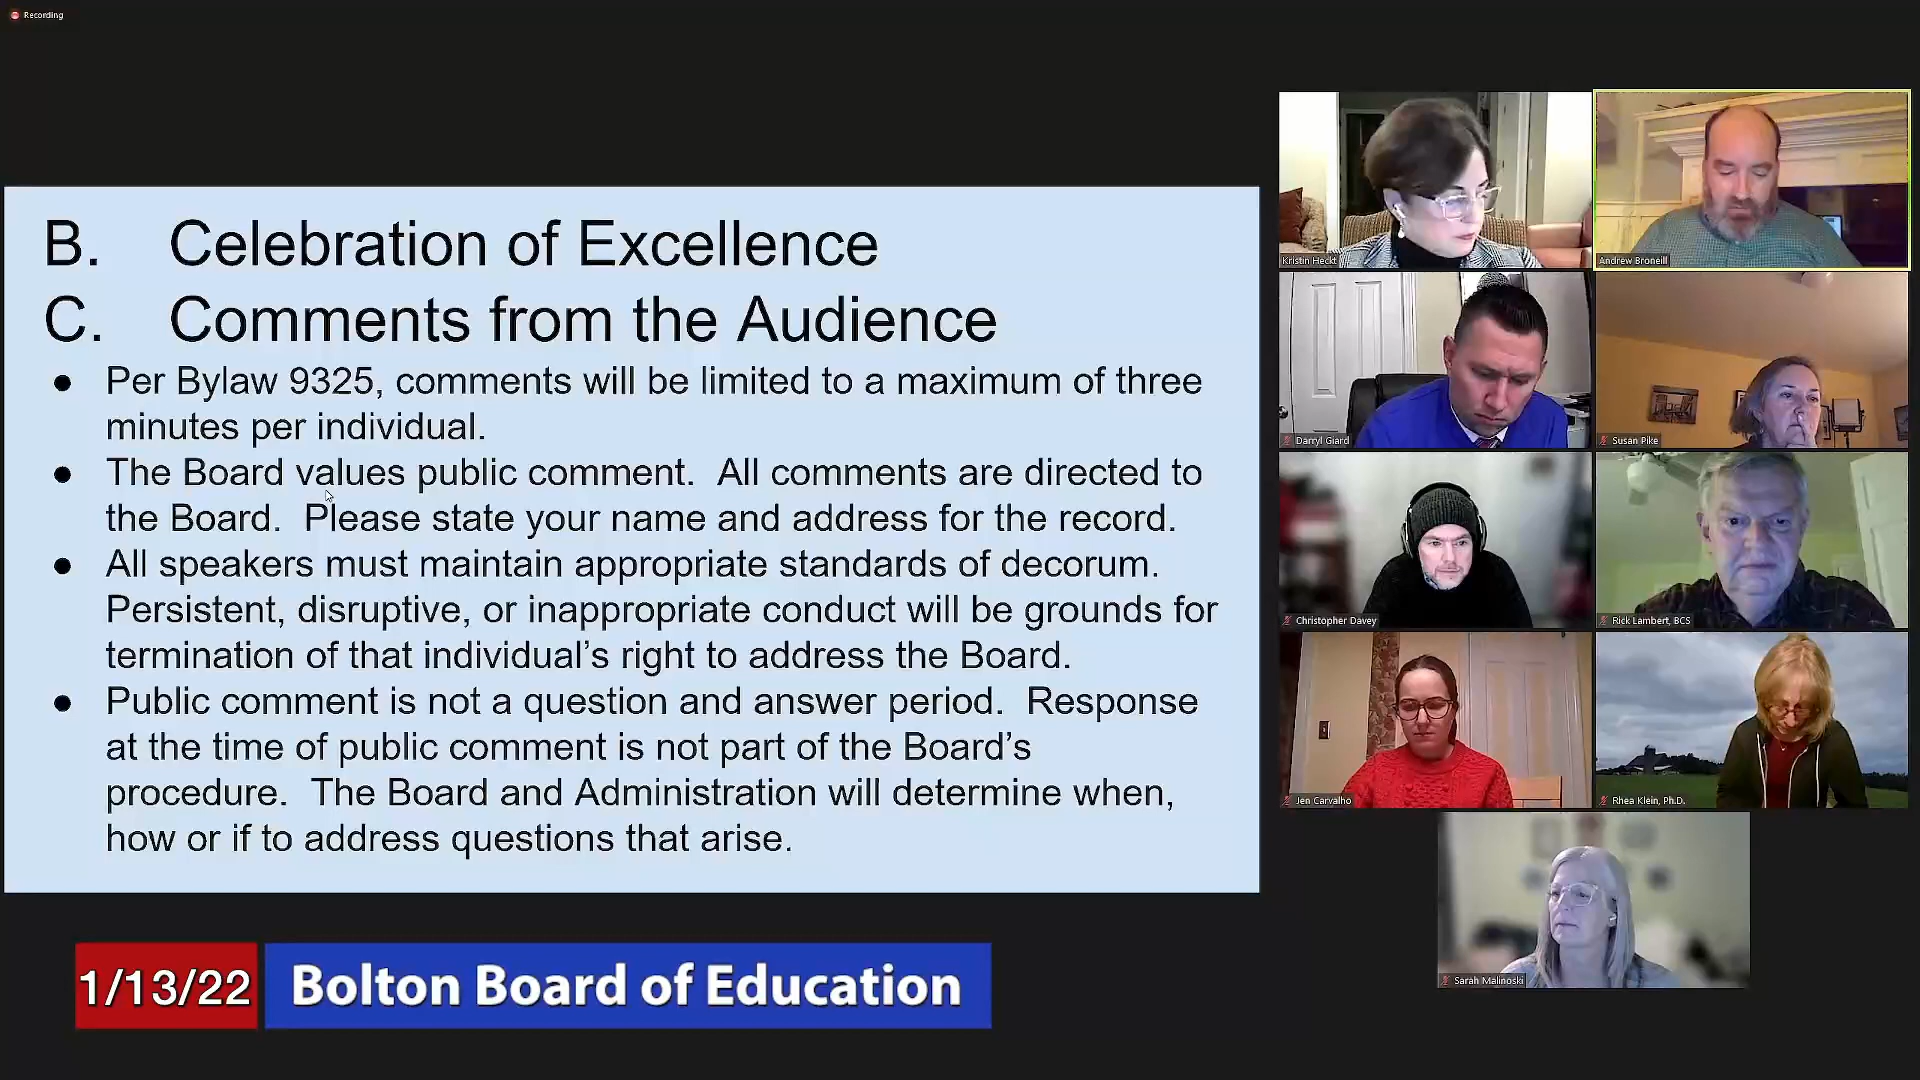 Recording
B. Celebration of Excellence
C. Comments from the Audience
● Per Bylaw 9325, comments will be limited to a maximum of three
minutes per individual.
● The Board values public comment. All comments are directed to
the Board. Please state your name and address for the record.
● All speakers must maintain appropriate standards of decorum.
Persistent, disruptive, or inappropriate conduct will be grounds for
termination of that individual’s right to address the Board.
● Public comment is not a question and answer period. Response
at the time of public comment is not part of the Board’s
procedure. The Board and Administration will determine when,
how or if to address questions that arise.
Kristin Heckt
Andrew Broneill
Darryl Giard
Susan Pike
Christopher Davey
Rick Lambert, BCS
Jen Carvalho
Rhea Klein, Ph.D.
Sarah Malinoski
1/13/22
Bolton Board of Education